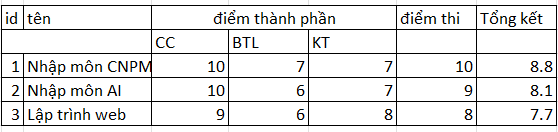 id tên điểm thành phần điểm thi Tổng kết
CC BTL KT
1 Nhập môn CNPM 10 7 7 10 8.8
2 Nhập môn AI 10 6 7 9 8.1
3 Lập trình web 9 6 8 8 7.7